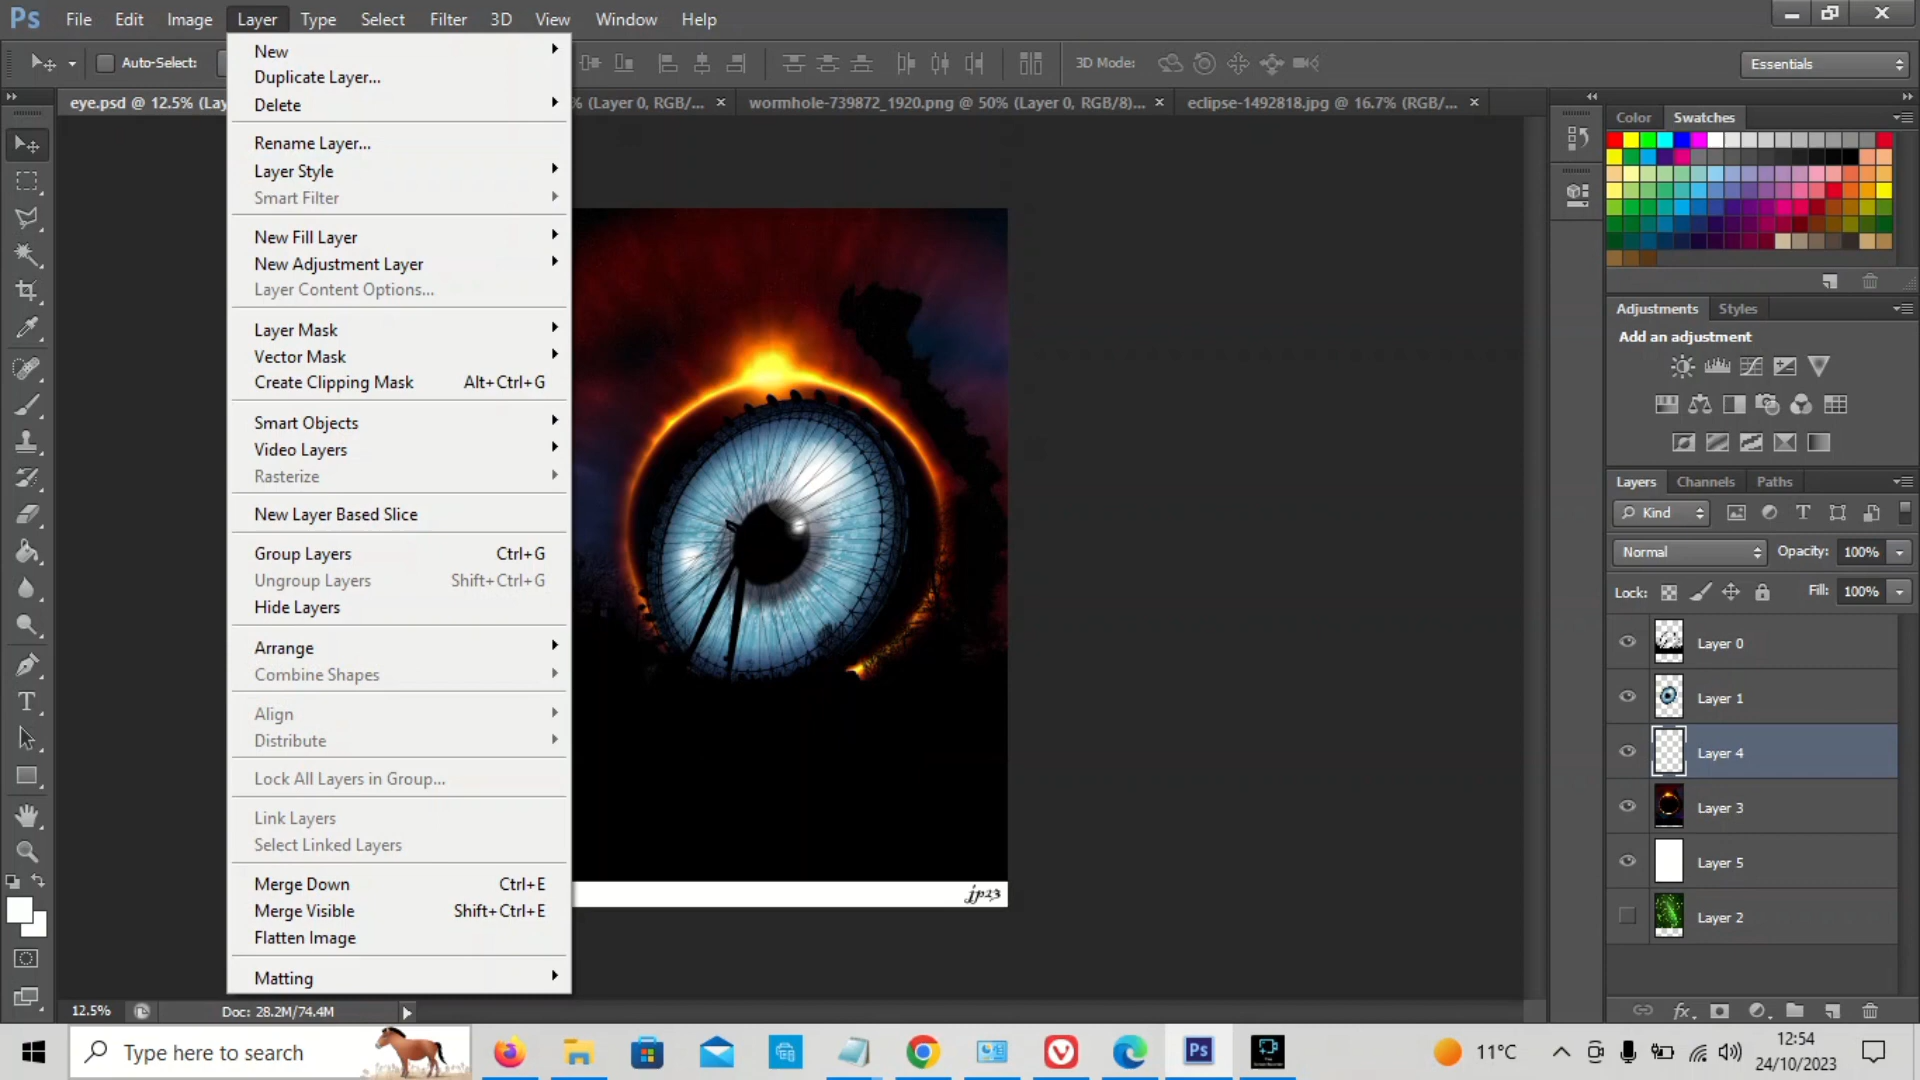 Ps File Edit Image Layer Type Select Filter 3D View Window Help
Auto-Select: 3D Mode: Essentials
eye.psd @ 12.5% (Lay % (Layer 0, RGB/... × wormhole-739872_1920.png @ 50% (Layer 0, RGB/8)... × eclipse-1492818.jpg @ 16.7% (RGB/... ×
New
Duplicate Layer...
Delete
Rename Layer...
Layer Style
Smart Filter
New Fill Layer
New Adjustment Layer
Layer Content Options...
Layer Mask
Vector Mask
Create Clipping Mask Alt+Ctrl+G
Smart Objects
Video Layers
Rasterize
New Layer Based Slice
Group Layers Ctrl+G
Ungroup Layers Shift+Ctrl+G
Hide Layers
Arrange
Combine Shapes
Align
Distribute
Lock All Layers in Group...
Link Layers
Select Linked Layers
Merge Down Ctrl+E
Merge Visible Shift+Ctrl+E
Flatten Image
Matting
jp23
Color Swatches
Adjustments Styles
Add an adjustment
Layers Channels Paths
Kind
Normal Opacity: 100%
Lock: Fill: 100%
Layer 0
Layer 1
Layer 4
Layer 3
Layer 5
Layer 2
12.5% Doc: 28.2M/74.4M
Type here to search
Ps
11°C
12:54
24/10/2023